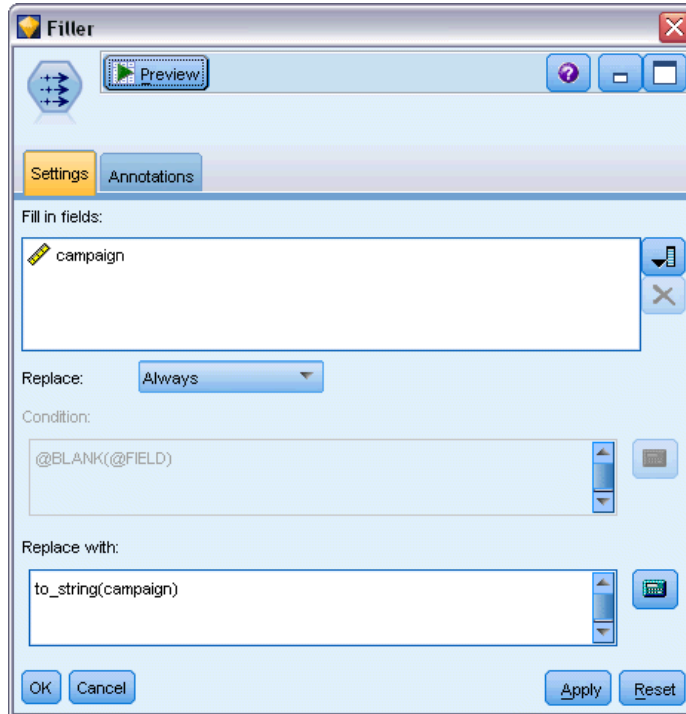 Filler
Preview
Settings Annotations
Fill in fields:
campaign
Replace: Always
Condition:
@BLANK(@FIELD)
Replace with:
to_string(campaign)
OK Cancel Apply Reset